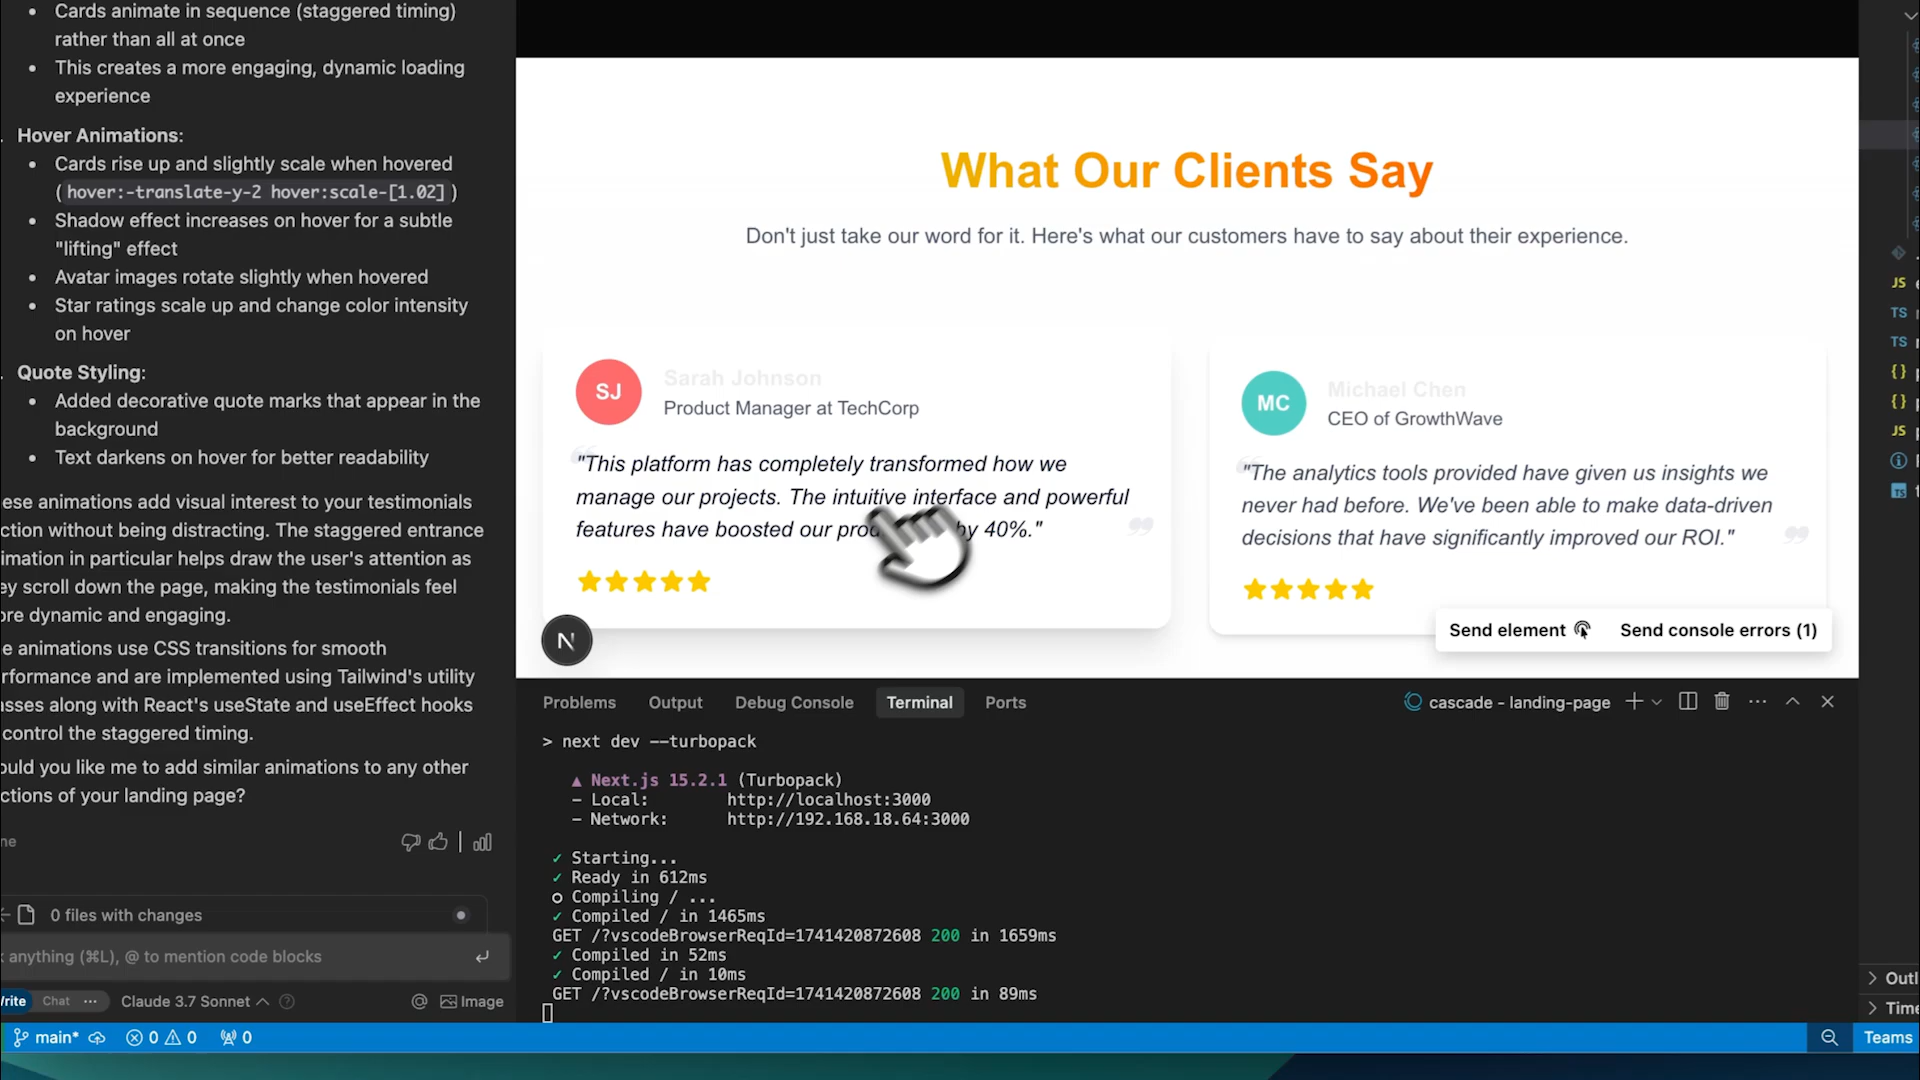 Cards animate in sequence (staggered timing)
rather than all at once
This creates a more engaging, dynamic loading
experience
Hover Animations:
Cards rise up and slightly scale when hovered
( hover:-translate-y-2 hover:scale-[1.02] )
Shadow effect increases on hover for a subtle
"lifting" effect
Avatar images rotate slightly when hovered
Star ratings scale up and change color intensity
on hover
Quote Styling:
Added decorative quote marks that appear in the
background
Text darkens on hover for better readability
ese animations add visual interest to your testimonials
ction without being distracting. The staggered entrance
imation in particular helps draw the user's attention as
ey scroll down the page, making the testimonials feel
ore dynamic and engaging.
e animations use CSS transitions for smooth
rformance and are implemented using Tailwind's utility
asses along with React's useState and useEffect hooks
control the staggered timing.
ould you like me to add similar animations to any other
ctions of your landing page?
ne
0 files with changes
anything (⌘L), @ to mention code blocks
rite Chat ... Claude 3.7 Sonnet
@ Image
What Our Clients Say
Don't just take our word for it. Here's what our customers have to say about their experience.
SJ
Sarah Johnson
Product Manager at TechCorp
"This platform has completely transformed how we
manage our projects. The intuitive interface and powerful
features have boosted our by 40%."
MC
Michael Chen
CEO of GrowthWave
"The analytics tools provided have given us insights we
never had before. We've been able to make data-driven
decisions that have significantly improved our ROI."
N
Send element
Send console errors (1)
Problems Output Debug Console Terminal Ports
cascade - landing-page
> next dev --turbopack
▲ Next.js 15.2.1 (Turbopack)
- Local: http://localhost:3000
- Network: http://192.168.18.64:3000
✓ Starting...
✓ Ready in 612ms
○ Compiling / ...
✓ Compiled / in 1465ms
GET /?vscodeBrowserReqId=1741420872608 200 in 1659ms
✓ Compiled in 52ms
✓ Compiled / in 10ms
GET /?vscodeBrowserReqId=1741420872608 200 in 89ms
JS
TS
TS
{}
{}
JS
TS
Outl
Time
main* 0 0 0
Teams